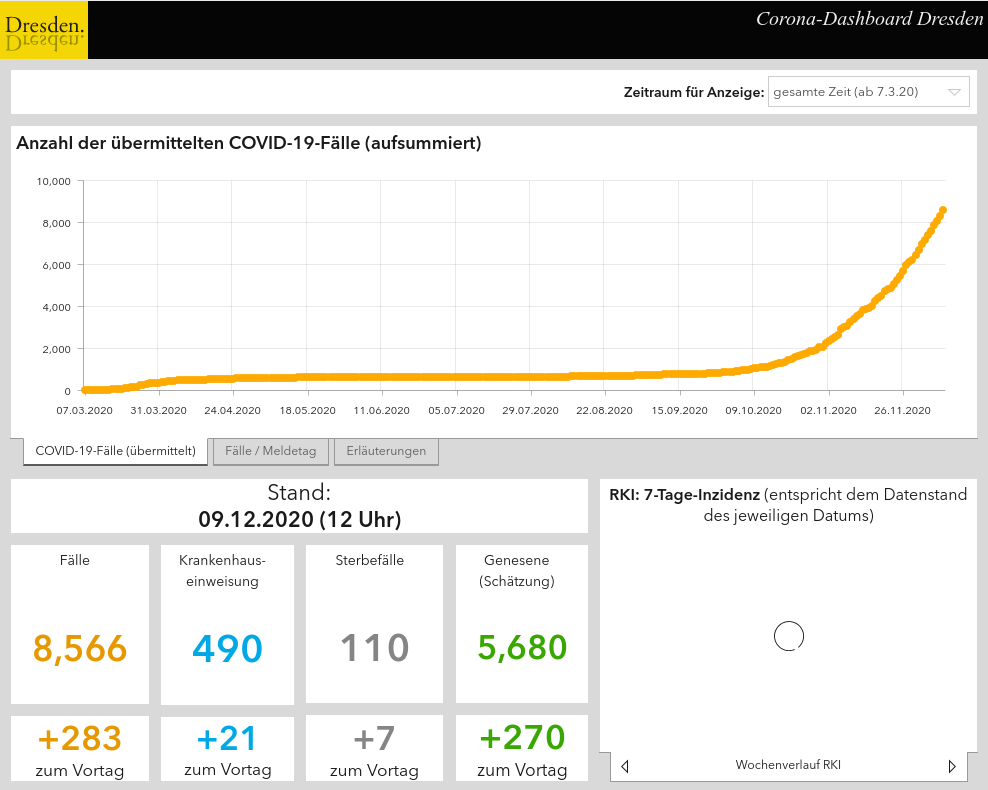 Dresden.
Dresden.
Corona-Dashboard Dresden
Zeitraum für Anzeige: gesamte Zeit (ab 7.3.20)
Anzahl der übermittelten COVID-19-Fälle (aufsummiert)
10,000
8,000
6,000
4,000
2,000
0
07.03.2020 31.03.2020 24.04.2020 18.05.2020 11.06.2020 05.07.2020 29.07.2020 22.08.2020 15.09.2020 09.10.2020 02.11.2020 26.11.2020
COVID-19-Fälle (übermittelt) Fälle / Meldetag Erläuterungen
Stand:
09.12.2020 (12 Uhr)
Fälle
8,566
+283
zum Vortag
Krankenhaus-
einweisung
490
+21
zum Vortag
Sterbefälle
110
+7
zum Vortag
Genesene
(Schätzung)
5,680
+270
zum Vortag
RKI: 7-Tage-Inzidenz (entspricht dem Datenstand
des jeweiligen Datums)
Wochenverlauf RKI